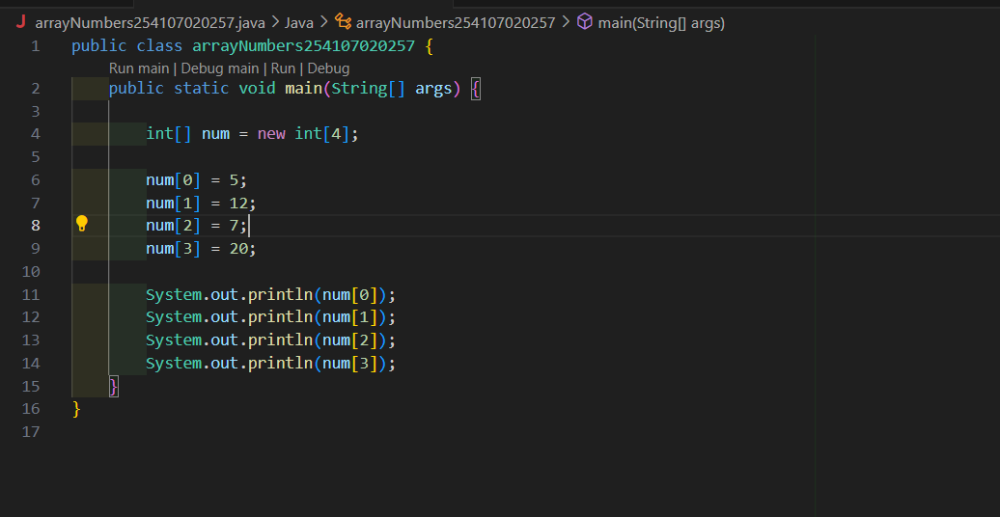 J arrayNumbers254107020257.java > Java > arrayNumbers254107020257 > main(String[] args)
1 public class arrayNumbers254107020257 {
Run main | Debug main | Run | Debug
2 public static void main(String[] args) {
3
4 int[] num = new int[4];
5
6 num[0] = 5;
7 num[1] = 12;
8 num[2] = 7;
9 num[3] = 20;
10
11 System.out.println(num[0]);
12 System.out.println(num[1]);
13 System.out.println(num[2]);
14 System.out.println(num[3]);
15 }
16 }
17